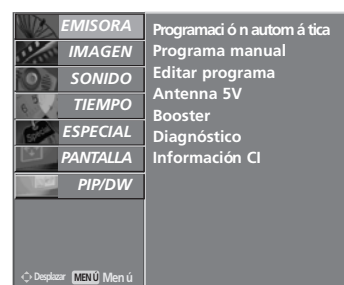 EMISORA
IMAGEN
SONIDO
TIEMPO
ESPECIAL
PANTALLA
PIP/DW
Programaci ó n autom á tica
Programa manual
Editar programa
Antenna 5V
Booster
Diagnóstico
Información CI
Desplazar MENÚ Men ú